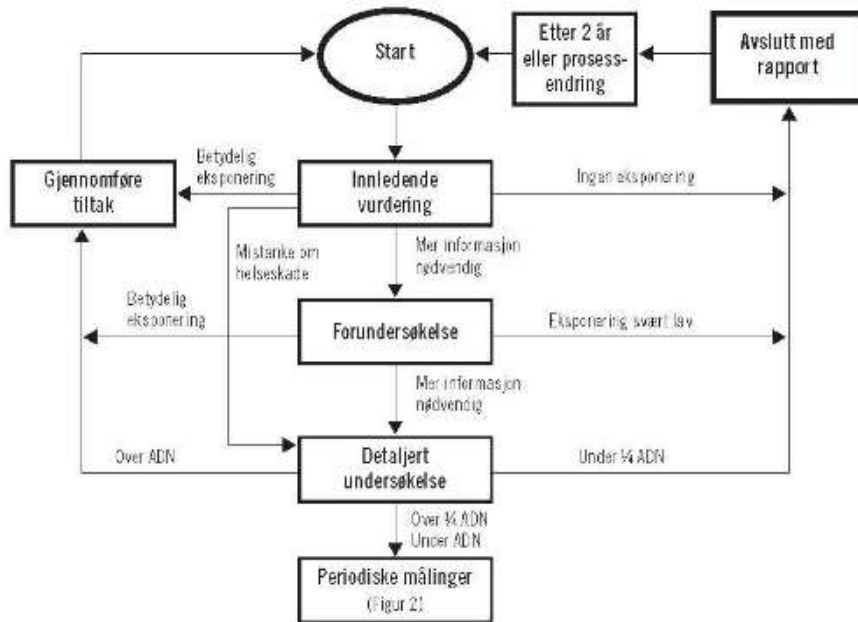 Start
Etter 2 år
eller prosess-
endring
Avslutt med
rapport
Gjennomføre
tiltak
Betydelig
eksponering
Innledende
vurdering
Ingen eksponering
Mistanke om
helseskade
Mer informasjon
nødvendig
Betydelig
eksponering
Forundersøkelse
Eksponering svært lav
Mer informasjon
nødvendig
Over ADN
Detaljert
undersøkelse
Under ¼ ADN
Over ¼ ADN
Under ADN
Periodiske målinger
(Figur 2)